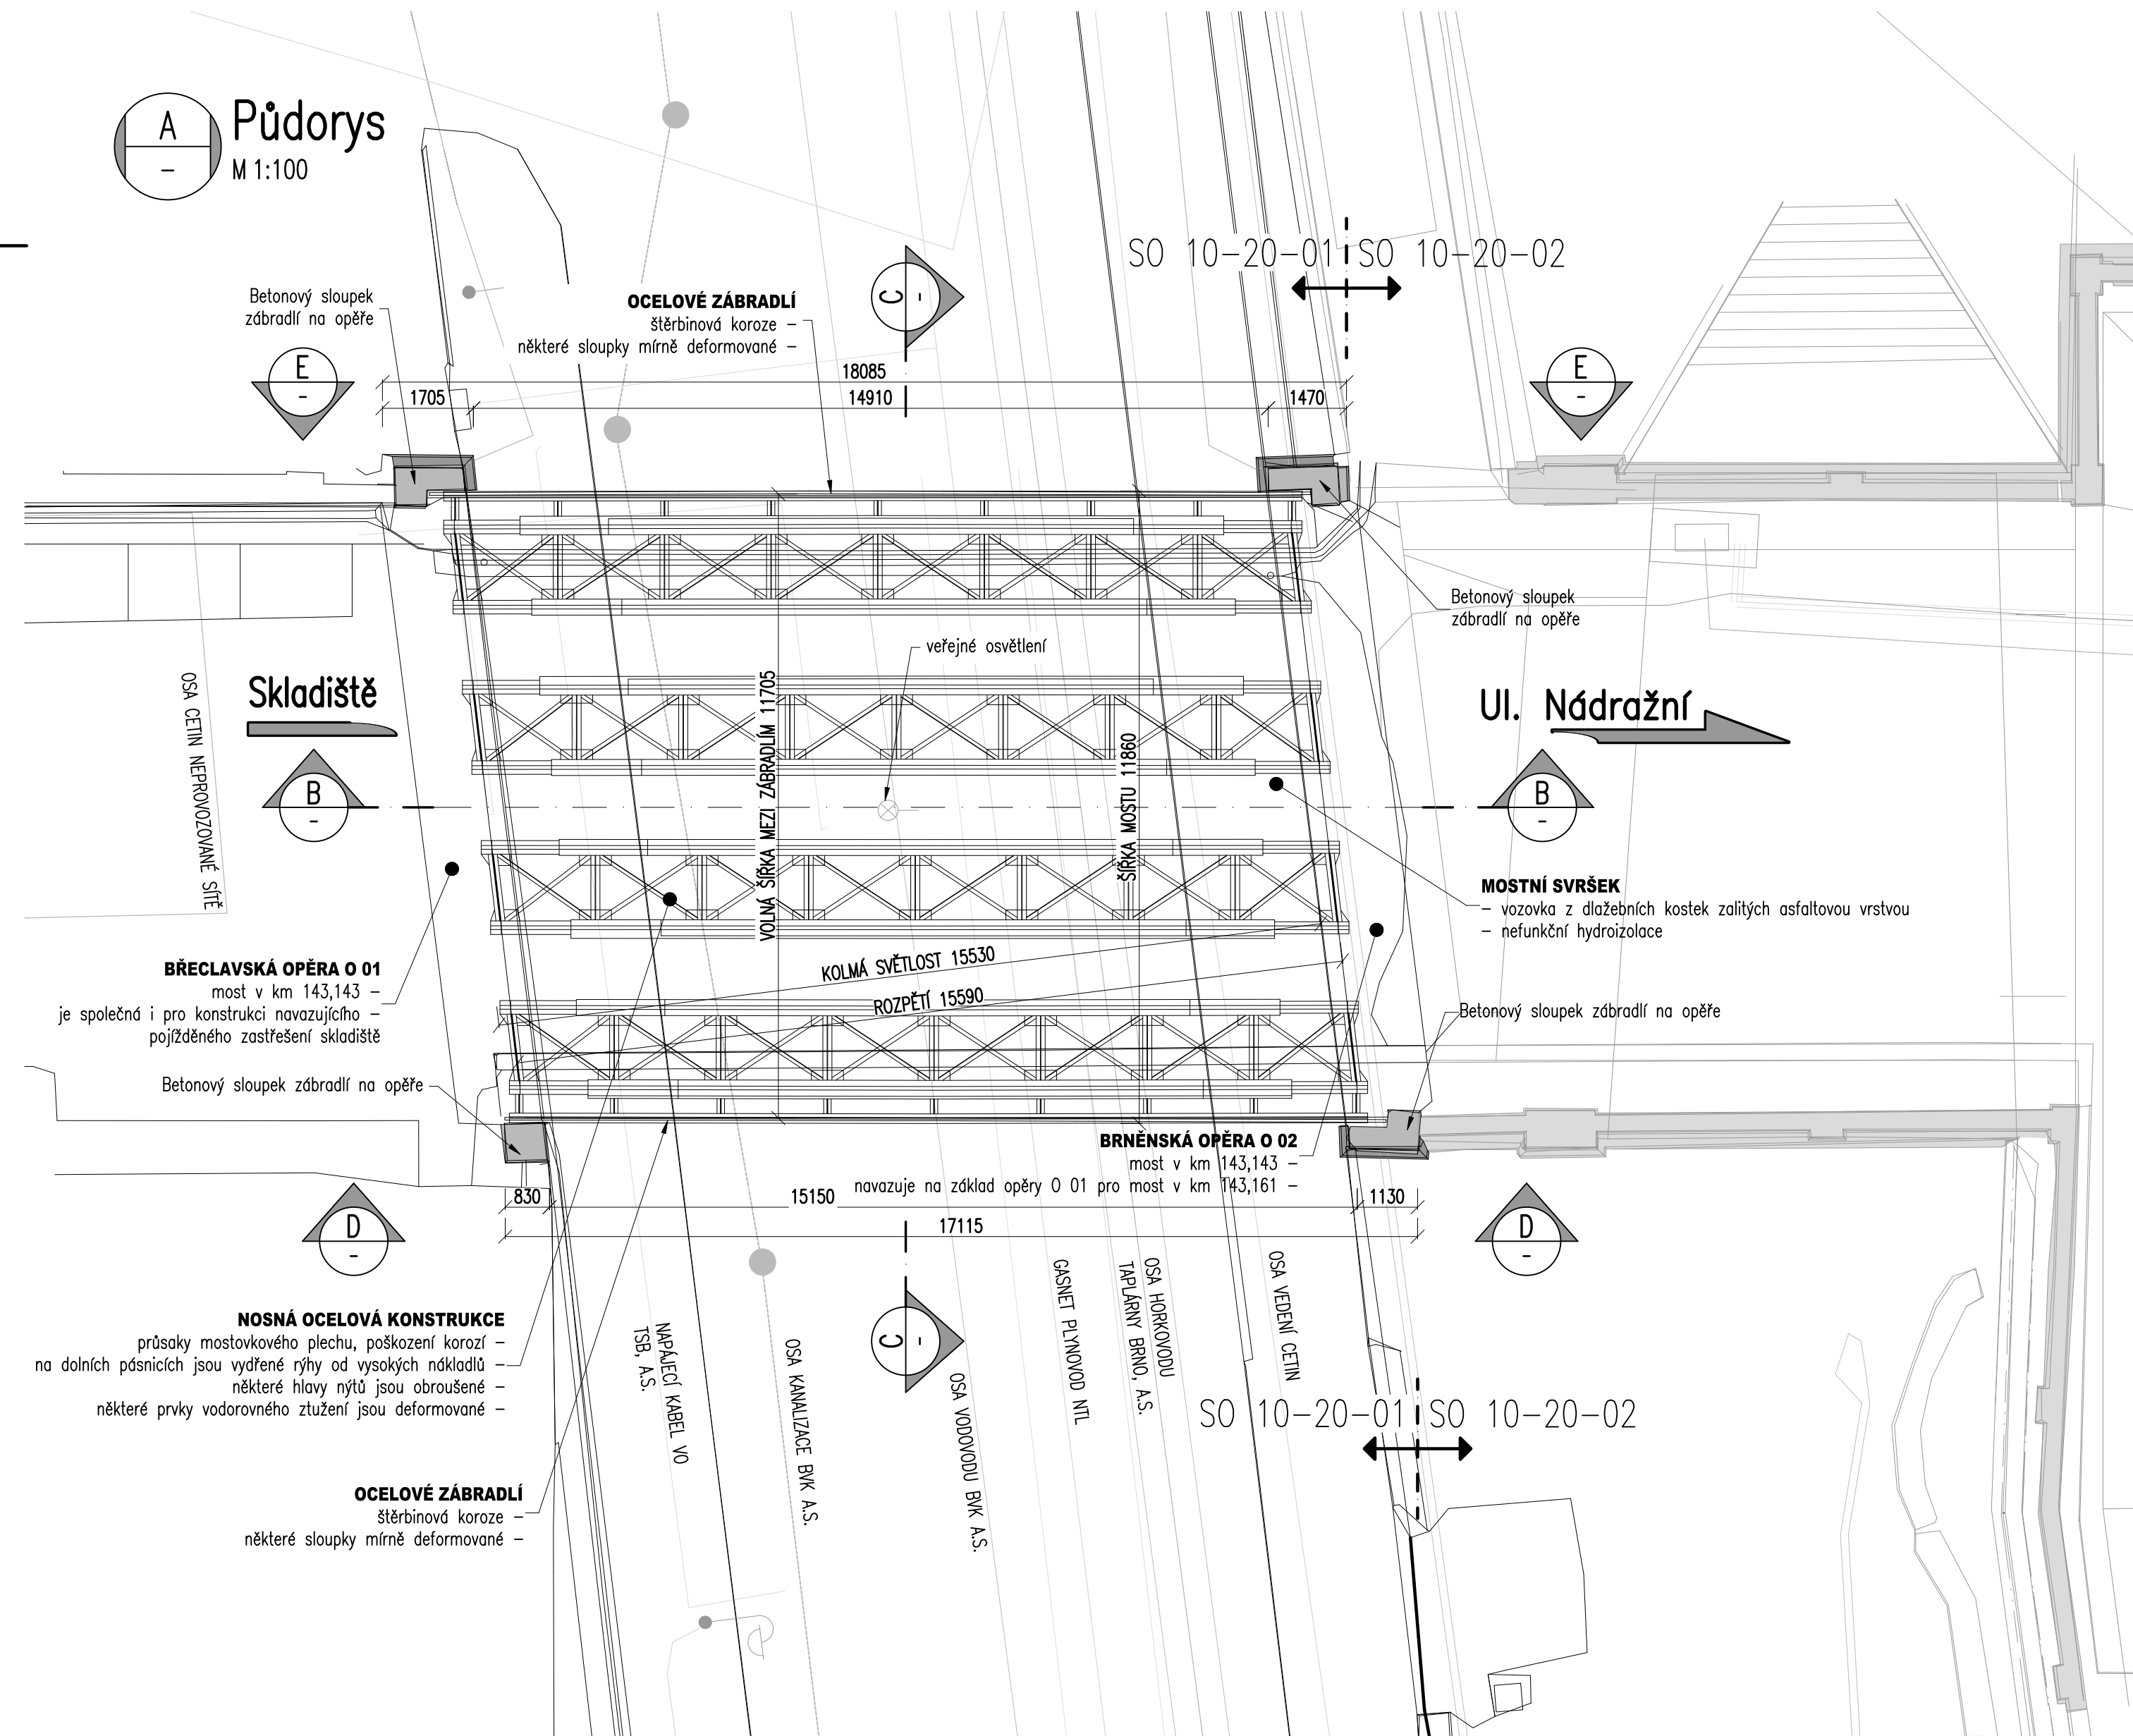 A
-
Půdorys
M 1:100
SO 10-20-01
SO 10-20-02
Betonový sloupek
zábradlí na opěře
OCELOVÉ ZÁBRADLÍ
štěrbinová koroze -
některé sloupky mírně deformované -
C
-
E
-
E
-
18085
1705
14910
1470
Betonový sloupek
zábradlí na opěře
veřejné osvětlení
OSA CETIN NEPROVOZOVANÉ SÍTĚ
Skladiště
B
-
VOLNÁ ŠÍŘKA MEZI ZÁBRADLÍM 11705
ŠÍŘKA MOSTU 11860
Ul. Nádražní
B
-
MOSTNÍ SVRŠEK
- vozovka z dlažebních kostek zalitých asfaltovou vrstvou
- nefunkční hydroizolace
BŘECLAVSKÁ OPĚRA O 01
most v km 143,143 -
je společná i pro konstrukci navazujícího -
pojížděného zastřešení skladiště
KOLMÁ SVĚTLOST 15530
ROZPĚTÍ 15590
Betonový sloupek zábradlí na opěře
Betonový sloupek zábradlí na opěře
BRNĚNSKÁ OPĚRA O 02
most v km 143,143 -
navazuje na základ opěry O 01 pro most v km 143,161 -
830
15150
1130
17115
D
-
D
-
C
-
NOSNÁ OCELOVÁ KONSTRUKCE
průsaky mostovkového plechu, poškození korozí -
na dolních pásnicích jsou vydřené rýhy od vysokých nákladů -
některé hlavy nýtů jsou obroušené -
některé prvky vodorovného ztužení jsou deformované -
NAPÁJECÍ KABEL VO
TSB, A.S.
OSA KANALIZACE BVK A.S.
OSA VODOVODU BVK A.S.
GASNET PLYNOVOD NTL
OSA HORKOVODU
TAPLÁRNY BRNO, A.S.
OSA VEDENÍ CETIN
SO 10-20-01
SO 10-20-02
OCELOVÉ ZÁBRADLÍ
štěrbinová koroze -
některé sloupky mírně deformované -